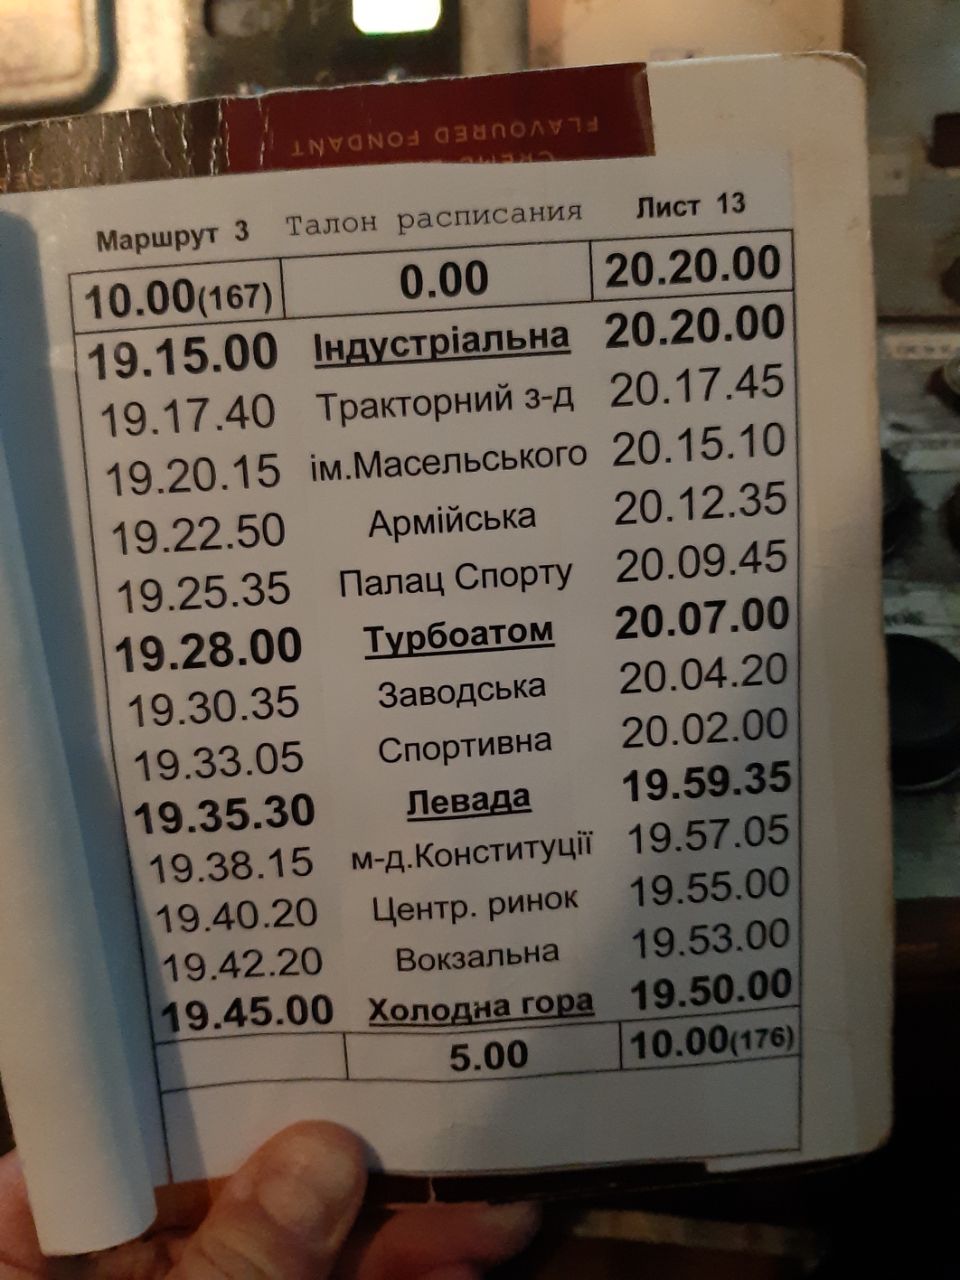 FLAVOURED FONDANT
Маршрут 3 Талон расписания Лист 13
10.00(167) 0.00 20.20.00
19.15.00 Індустріальна 20.20.00
19.17.40 Тракторний з-д 20.17.45
19.20.15 ім.Масельського 20.15.10
19.22.50 Армійська 20.12.35
19.25.35 Палац Спорту 20.09.45
19.28.00 Турбоатом 20.07.00
19.30.35 Заводська 20.04.20
19.33.05 Спортивна 20.02.00
19.35.30 Левада 19.59.35
19.38.15 м-д.Конституції 19.57.05
19.40.20 Центр. ринок 19.55.00
19.42.20 Вокзальна 19.53.00
19.45.00 Холодна гора 19.50.00
5.00 10.00(176)